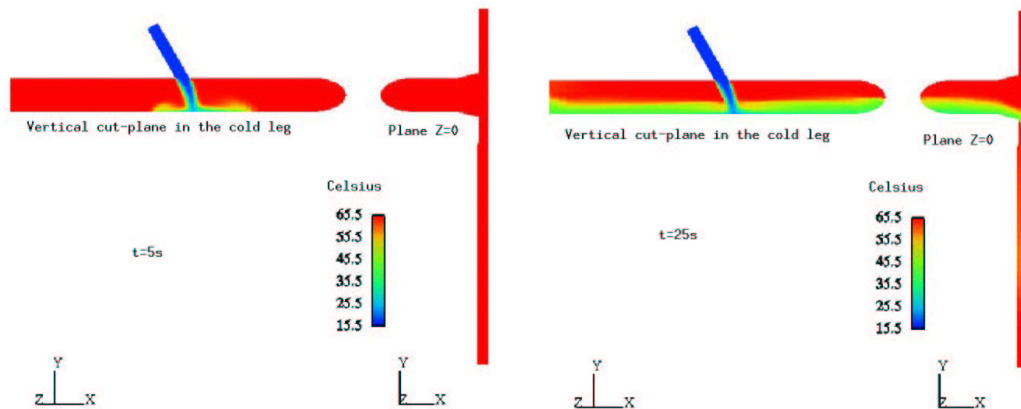 Vertical cut-plane in the cold leg
Plane Z=0
Celsius
65.5
55.5
45.5
35.5
25.5
15.5
t=5s
Y
Z X
Y
Z X
Vertical cut-plane in the cold leg
Plane Z=0
Celsius
65.5
55.5
45.5
35.5
25.5
15.5
t=25s
Y
Z X
Y
Z X